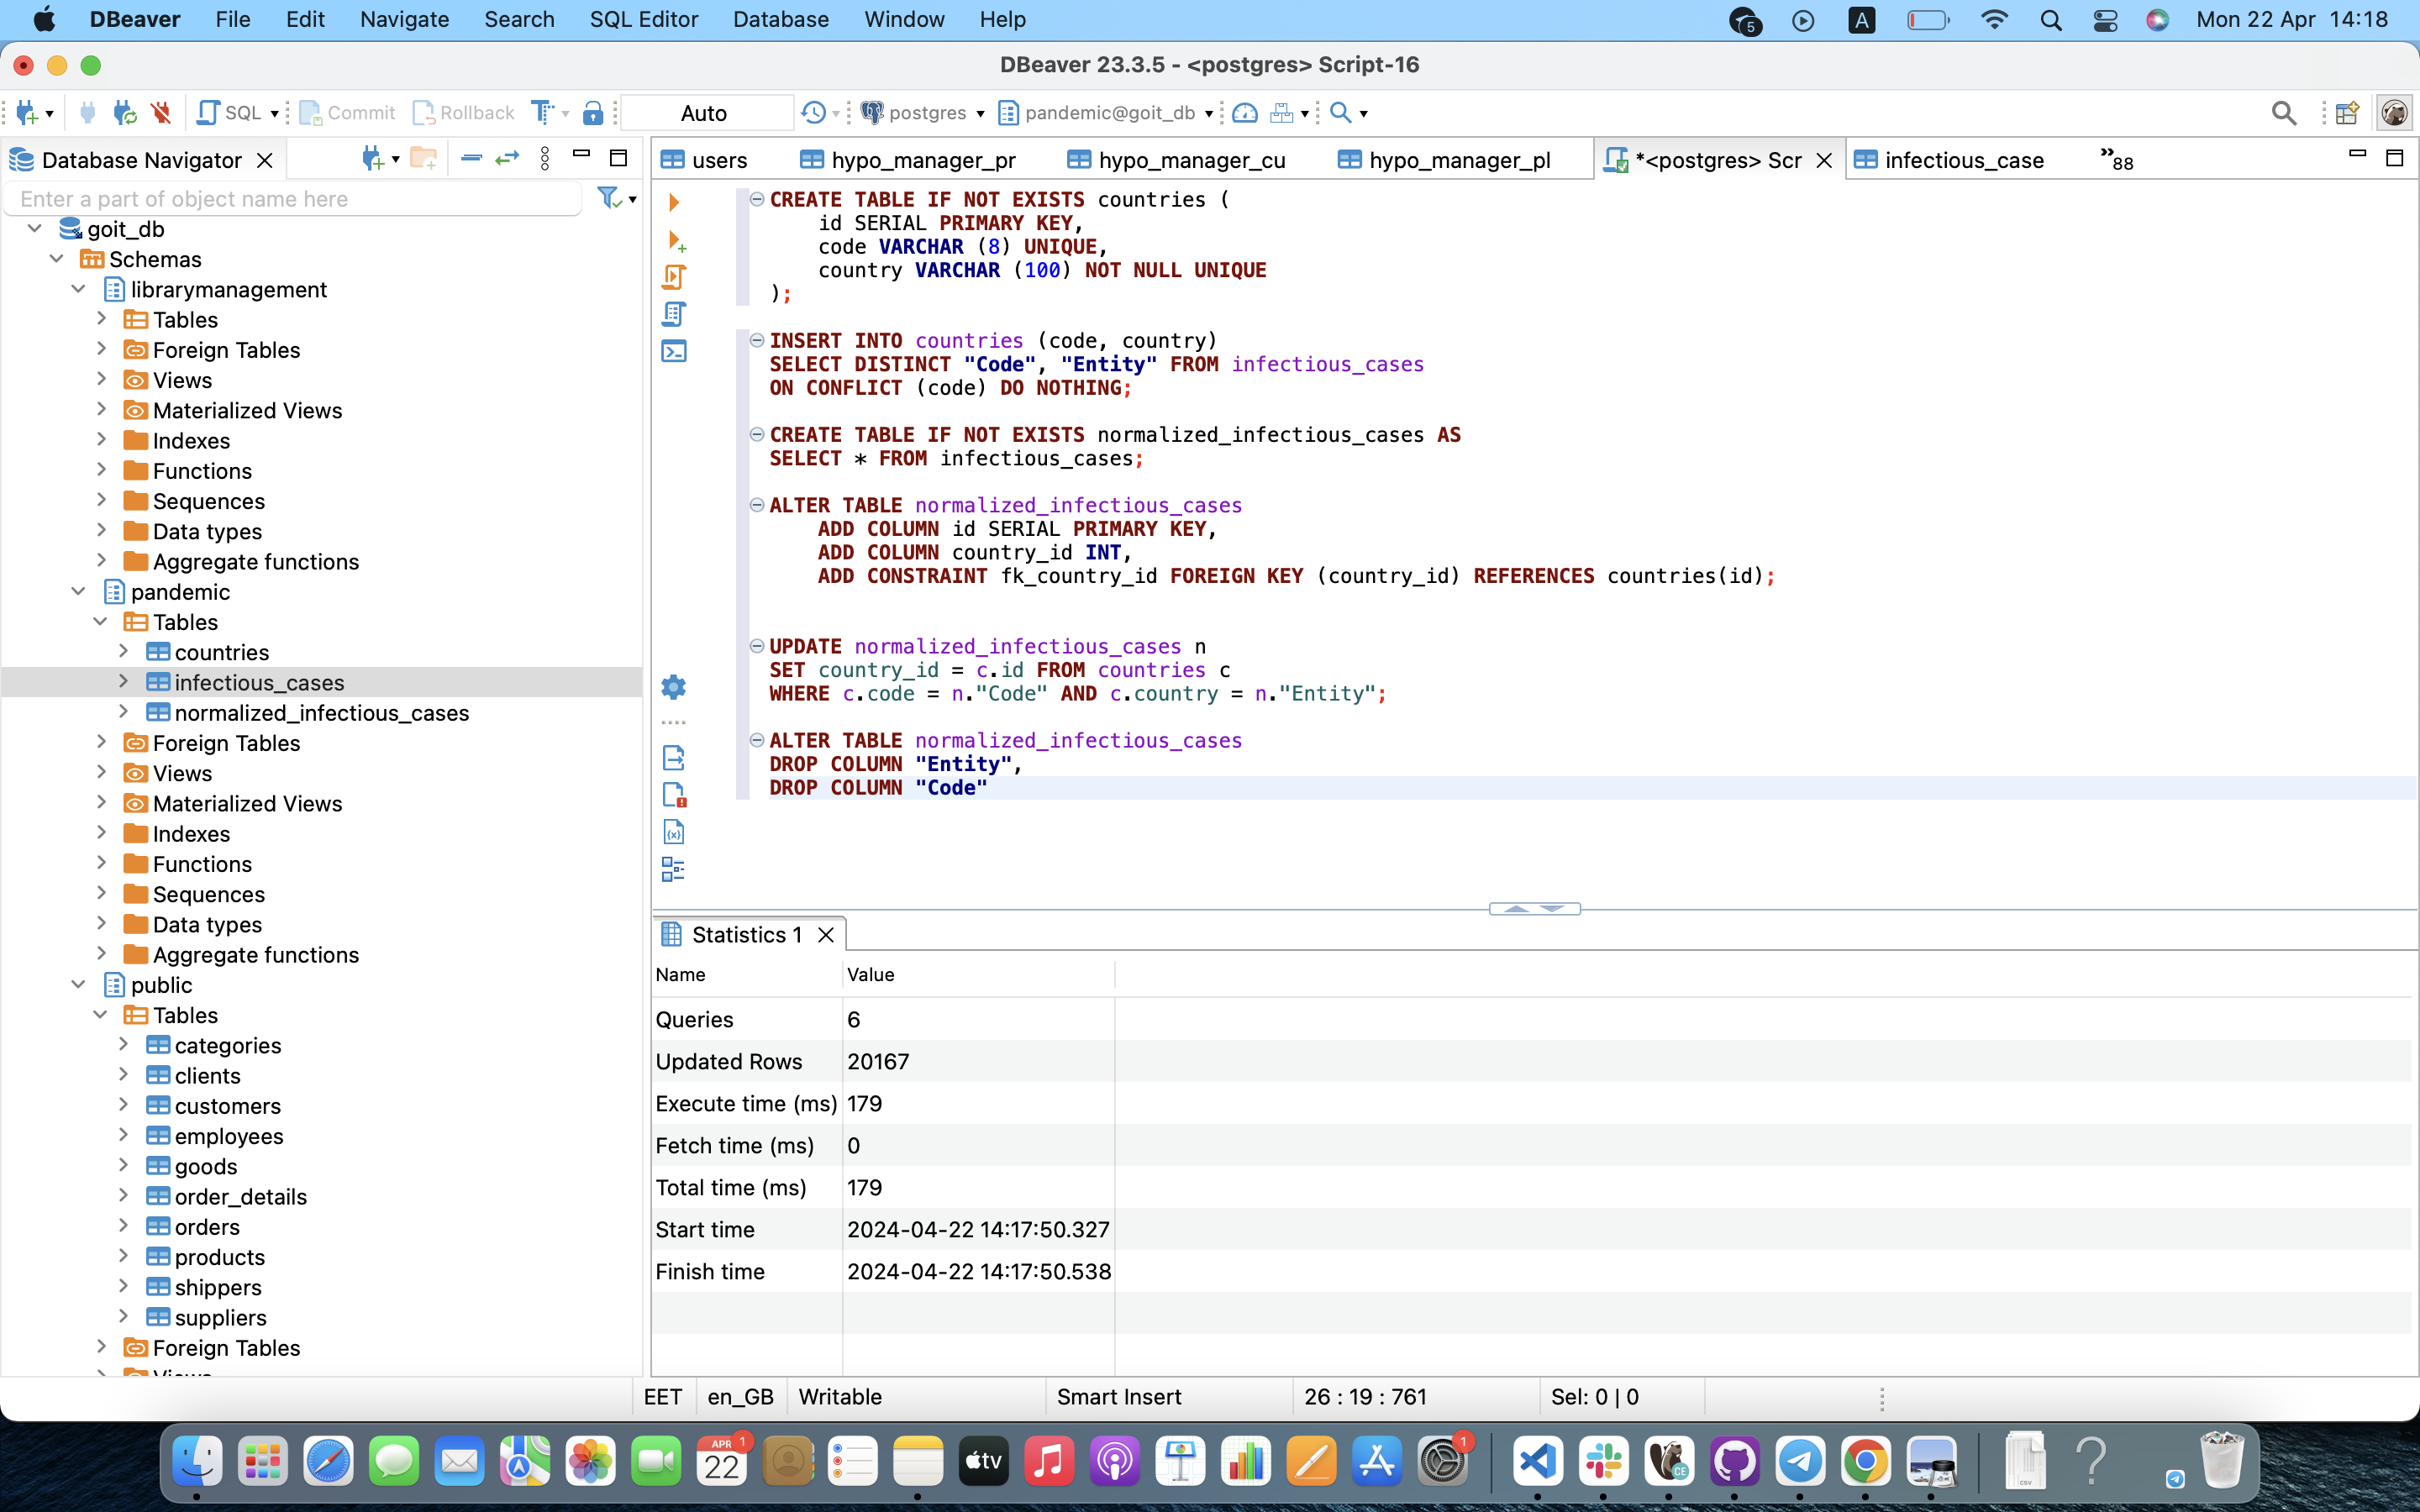 DBeaver File Edit Navigate Search SQL Editor Database Window Help 5 A Mon 22 Apr 14:18
DBeaver 23.3.5 - <postgres> Script-16
SQL Commit Rollback Auto postgres pandemic@goit_db
Database Navigator
users hypo_manager_pr hypo_manager_cu hypo_manager_pl *<postgres> Scr infectious_case »88
Enter a part of object name here
goit_db
Schemas
librarymanagement
Tables
Foreign Tables
Views
Materialized Views
Indexes
Functions
Sequences
Data types
Aggregate functions
pandemic
Tables
countries
infectious_cases
normalized_infectious_cases
Foreign Tables
Views
Materialized Views
Indexes
Functions
Sequences
Data types
Aggregate functions
public
Tables
categories
clients
customers
employees
goods
order_details
orders
products
shippers
suppliers
Foreign Tables
Views
CREATE TABLE IF NOT EXISTS countries (
id SERIAL PRIMARY KEY,
code VARCHAR (8) UNIQUE,
country VARCHAR (100) NOT NULL UNIQUE
);
INSERT INTO countries (code, country)
SELECT DISTINCT "Code", "Entity" FROM infectious_cases
ON CONFLICT (code) DO NOTHING;
CREATE TABLE IF NOT EXISTS normalized_infectious_cases AS
SELECT * FROM infectious_cases;
ALTER TABLE normalized_infectious_cases
ADD COLUMN id SERIAL PRIMARY KEY,
ADD COLUMN country_id INT,
ADD CONSTRAINT fk_country_id FOREIGN KEY (country_id) REFERENCES countries(id);
UPDATE normalized_infectious_cases n
SET country_id = c.id FROM countries c
WHERE c.code = n."Code" AND c.country = n."Entity";
ALTER TABLE normalized_infectious_cases
DROP COLUMN "Entity",
DROP COLUMN "Code"
Statistics 1
Name Value
Queries 6
Updated Rows 20167
Execute time (ms) 179
Fetch time (ms) 0
Total time (ms) 179
Start time 2024-04-22 14:17:50.327
Finish time 2024-04-22 14:17:50.538
EET en_GB Writable Smart Insert 26 : 19 : 761 Sel: 0 | 0
APR 22 1 tv 1 CE CSV